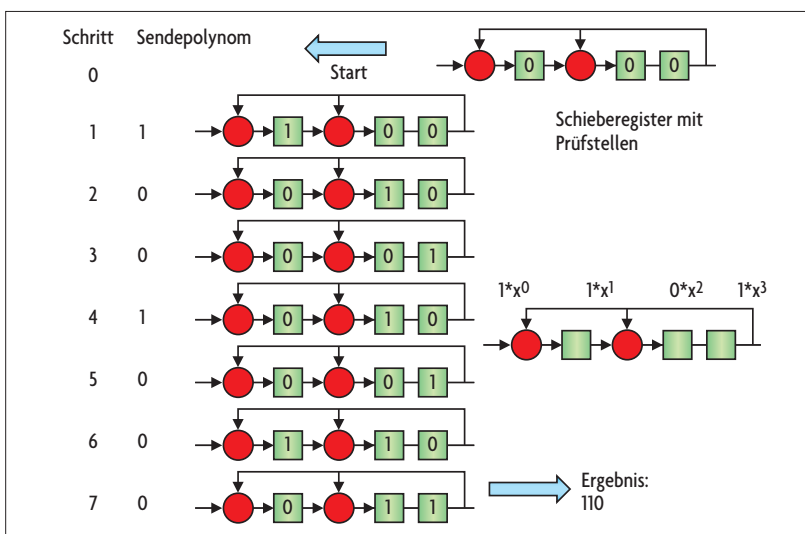 Schritt Sendepolynom
0
Start
0 0 0
Schieberegister mit
Prüfstellen
1 1 1 0 0
2 0 0 1 0
3 0 0 0 1
1*x⁰ 1*x¹ 0*x² 1*x³
4 1 0 1 0
5 0 0 0 1
6 0 1 1 0
7 0 0 1 1
Ergebnis:
110